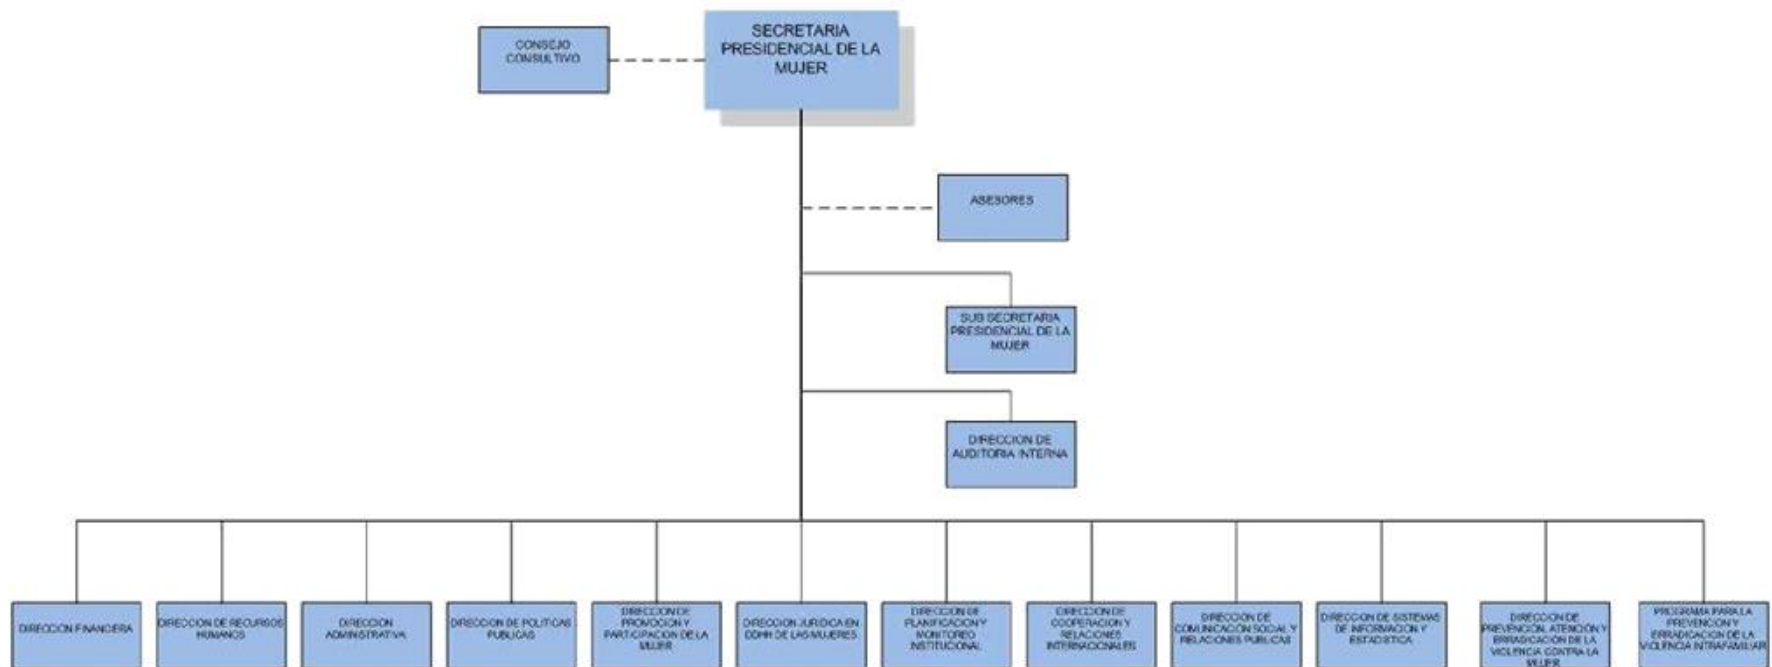 CONSEJO
CONSULTIVO
SECRETARIA
PRESIDENCIAL DE LA
MUJER
ASESORES
SUB SECRETARIA
PRESIDENCIAL DE LA
MUJER
DIRECCION DE
AUDITORIA INTERNA
DIRECCION FINANCIERA
DIRECCION DE RECURSOS
HUMANOS
DIRECCION
ADMINISTRATIVA
DIRECCION DE POLITICAS
PUBLICAS
DIRECCION DE
PROMOCION Y
PARTICIPACION DE LA
MUJER
DIRECCION JURIDICA EN
DDHH DE LAS MUJERES
DIRECCION DE
PLANIFICACION Y
MONITOREO
INSTITUCIONAL
DIRECCION DE
COOPERACION Y
RELACIONES
INTERNACIONALES
DIRECCION DE
COMUNICACIÓN SOCIAL Y
RELACIONES PUBLICAS
DIRECCION DE SISTEMAS
DE INFORMACION Y
ESTADISTICA
DIRECCION DE
PREVENCIÓN, ATENCIÓN Y
ERRADICACIÓN DE LA
VIOLENCIA CONTRA LA
MUJER
PROGRAMA PARA LA
PREVENCION Y
ERRADICACION DE LA
VIOLENCIA INTRAFAMILIAR